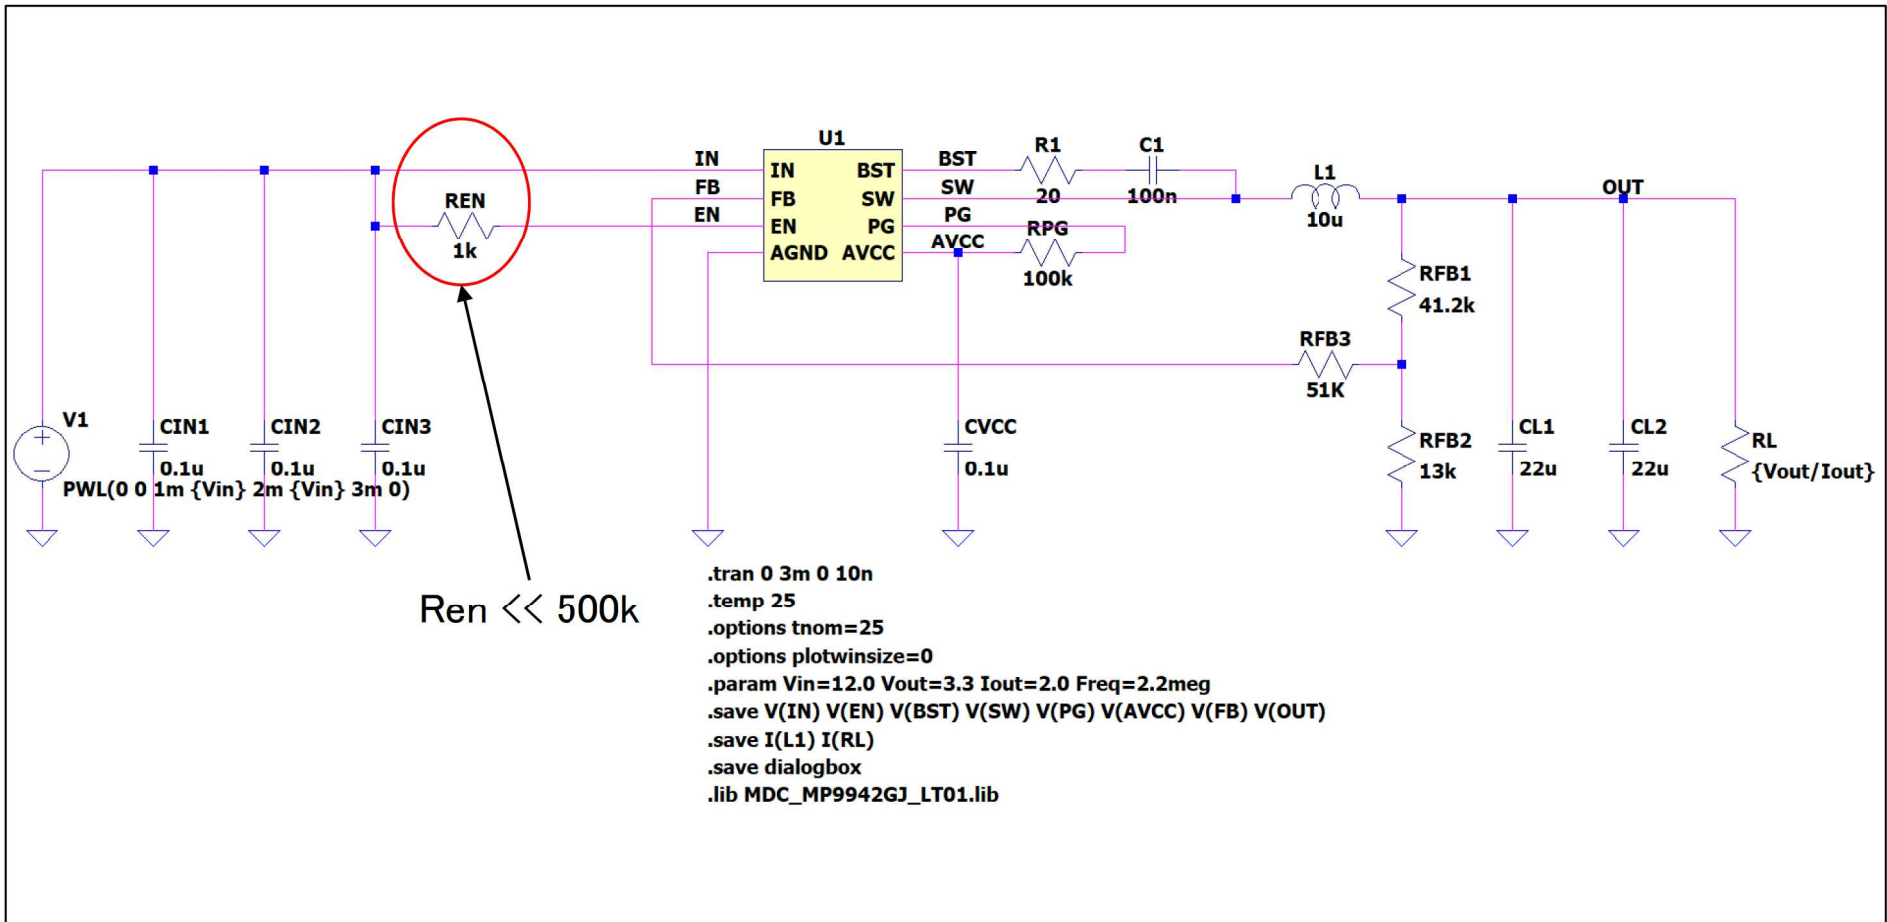 U1
IN
FB
EN
IN
FB
EN
AGND
BST
SW
PG
AVCC
BST
SW
PG
AVCC
R1
20
C1
100n
RPG
100k
L1
10u
OUT
REN
1k
RFB1
41.2k
RFB3
51K
RFB2
13k
V1
PWL(0 0 1m {Vin} 2m {Vin} 3m 0)
CIN1
0.1u
CIN2
0.1u
CIN3
0.1u
CVCC
0.1u
CL1
22u
CL2
22u
RL
{Vout/Iout}
Ren << 500k
.tran 0 3m 0 10n
.temp 25
.options tnom=25
.options plotwinsize=0
.param Vin=12.0 Vout=3.3 Iout=2.0 Freq=2.2meg
.save V(IN) V(EN) V(BST) V(SW) V(PG) V(AVCC) V(FB) V(OUT)
.save I(L1) I(RL)
.save dialogbox
.lib MDC_MP9942GJ_LT01.lib